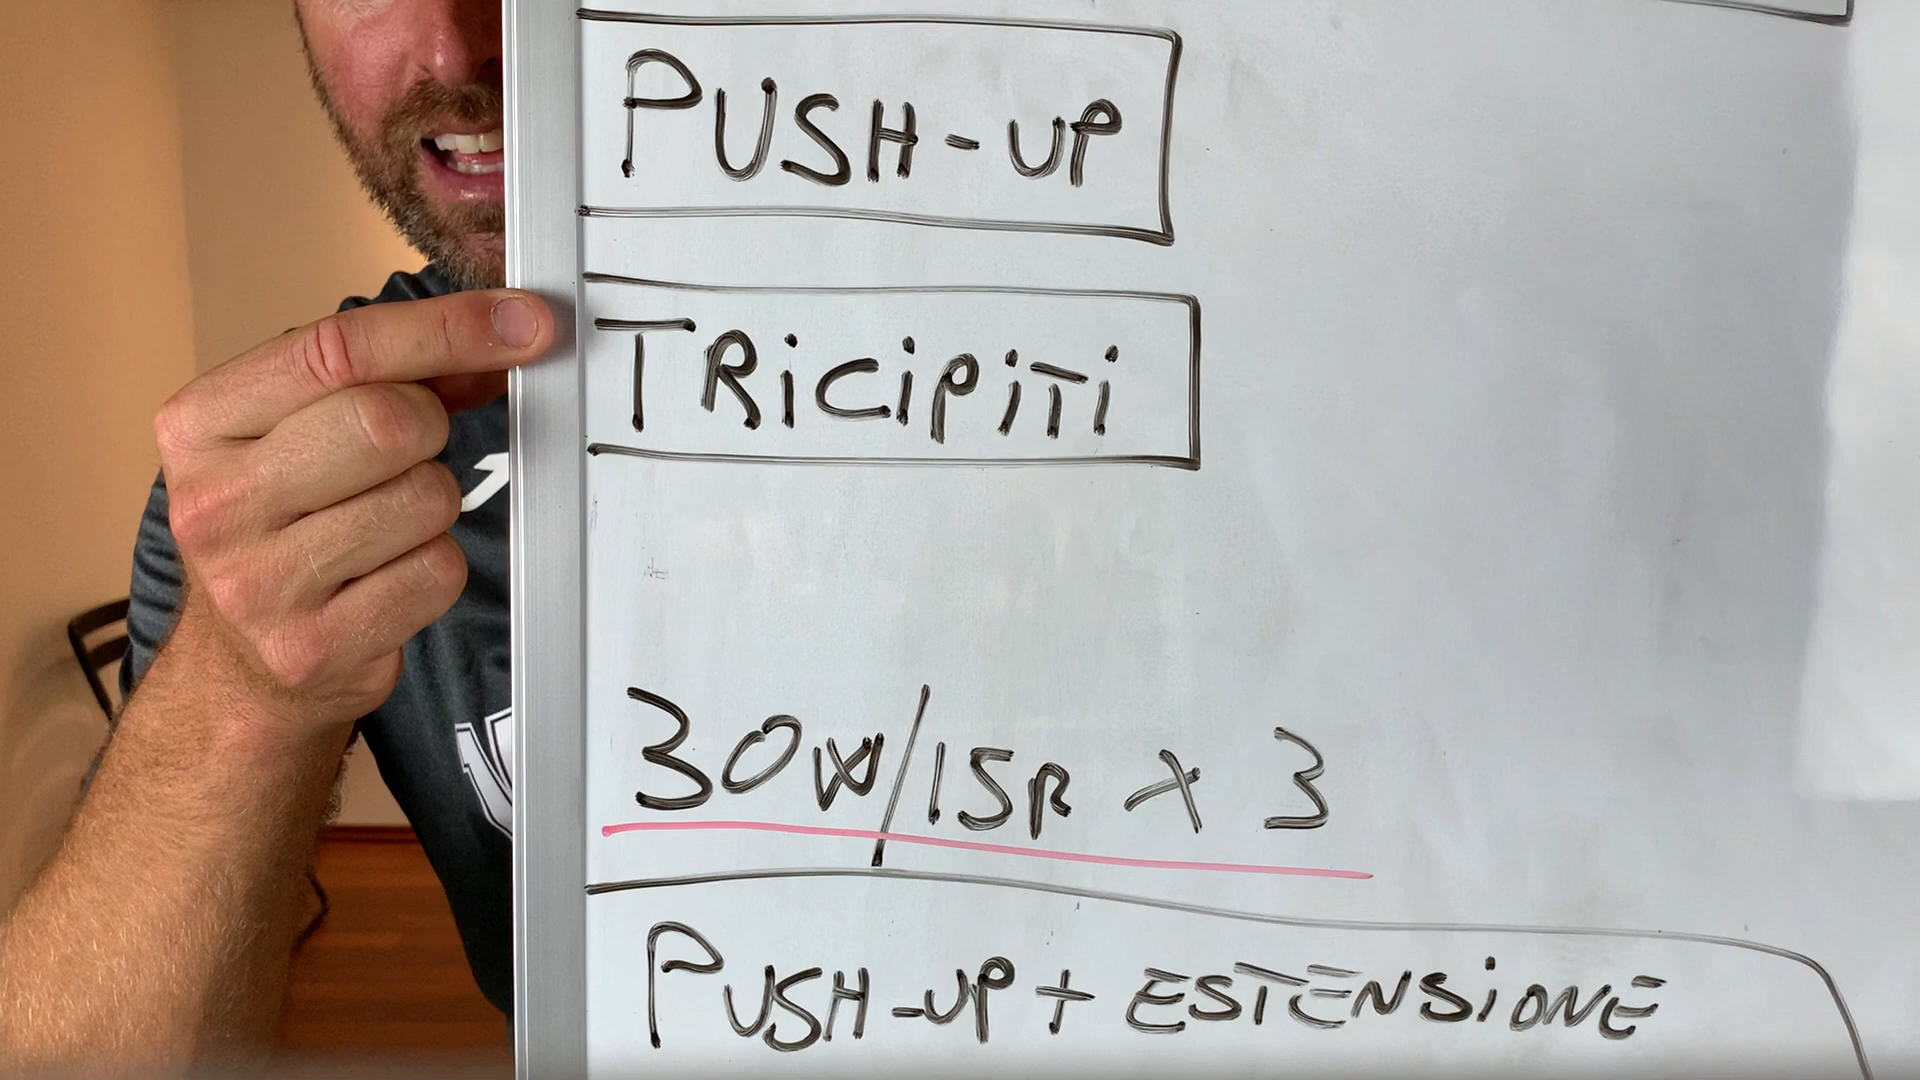 PUSH-UP
TRiCiPiTi
30W/15R X 3
PUSH-UP + ESTENSiONE